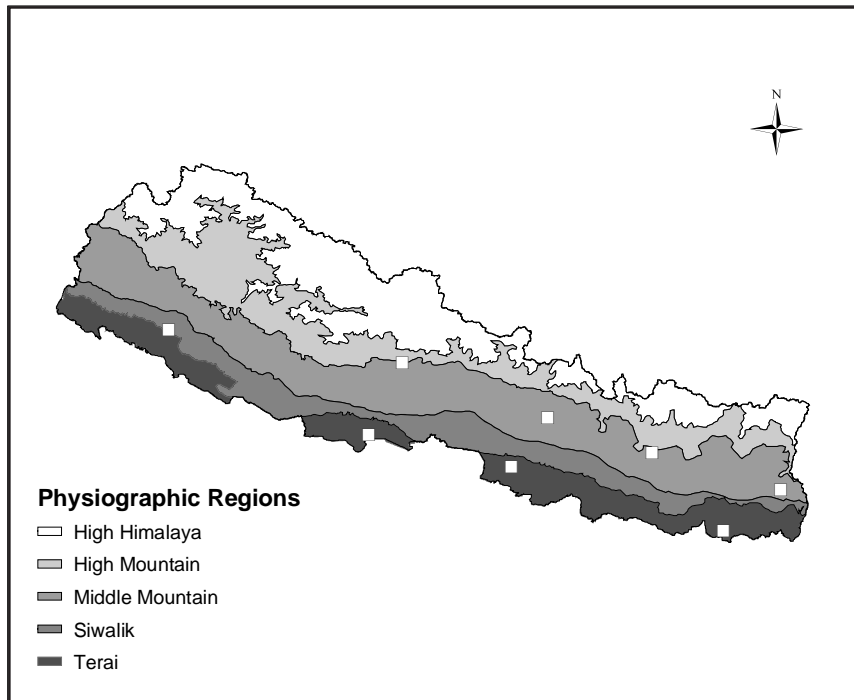 N
Physiographic Regions
High Himalaya
High Mountain
Middle Mountain
Siwalik
Terai